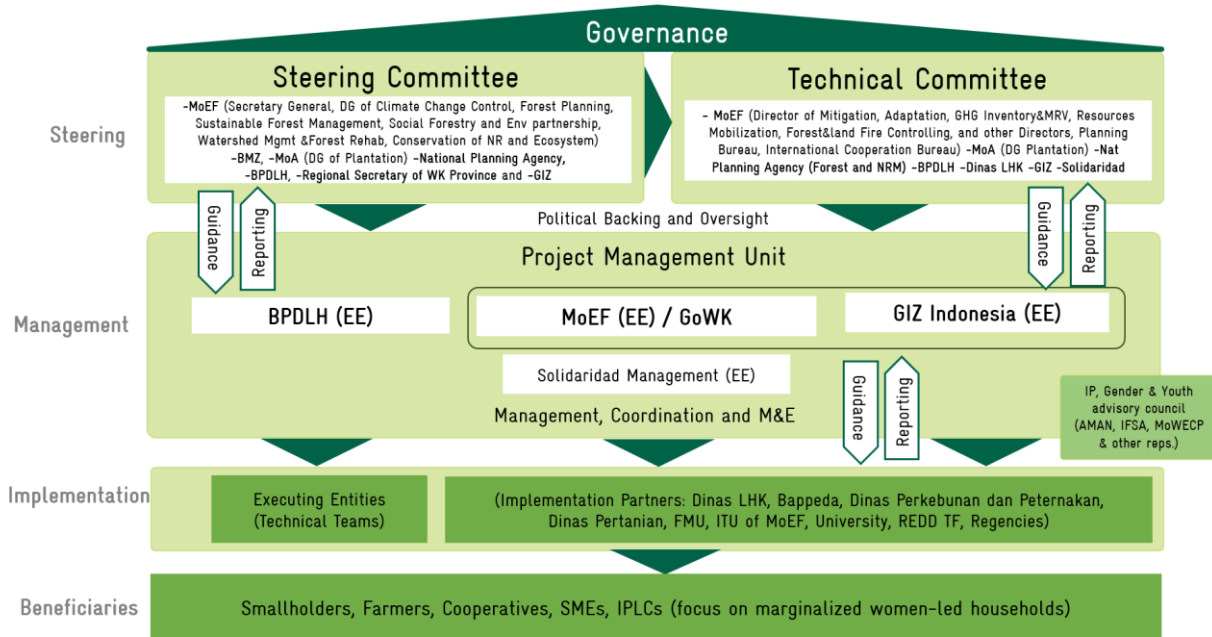 Governance
Steering
Steering Committee
-MoEF (Secretary General, DG of Climate Change Control, Forest Planning,
Sustainable Forest Management, Social Forestry and Env partnership,
Watershed Mgmt &Forest Rehab, Conservation of NR and Ecosystem)
-BMZ, -MoA (DG of Plantation) -National Planning Agency,
-BPDLH, -Regional Secretary of WK Province and -GIZ
Technical Committee
- MoEF (Director of Mitigation, Adaptation, GHG Inventory&MRV, Resources
Mobilization, Forest&land Fire Controlling, and other Directors, Planning
Bureau, International Cooperation Bureau) -MoA (DG Plantation) -Nat
Planning Agency (Forest and NRM) -BPDLH -Dinas LHK -GIZ -Solidaridad
Guidance
Reporting
Political Backing and Oversight
Guidance
Reporting
Management
Project Management Unit
BPDLH (EE)
MoEF (EE) / GoWK
GIZ Indonesia (EE)
Solidaridad Management (EE)
Management, Coordination and M&E
Guidance
Reporting
IP, Gender & Youth
advisory council
(AMAN, IFSA, MoWECP
& other reps.)
Implementation
Executing Entities
(Technical Teams)
(Implementation Partners: Dinas LHK, Bappeda, Dinas Perkebunan dan Peternakan,
Dinas Pertanian, FMU, ITU of MoEF, University, REDD TF, Regencies)
Beneficiaries
Smallholders, Farmers, Cooperatives, SMEs, IPLCs (focus on marginalized women-led households)